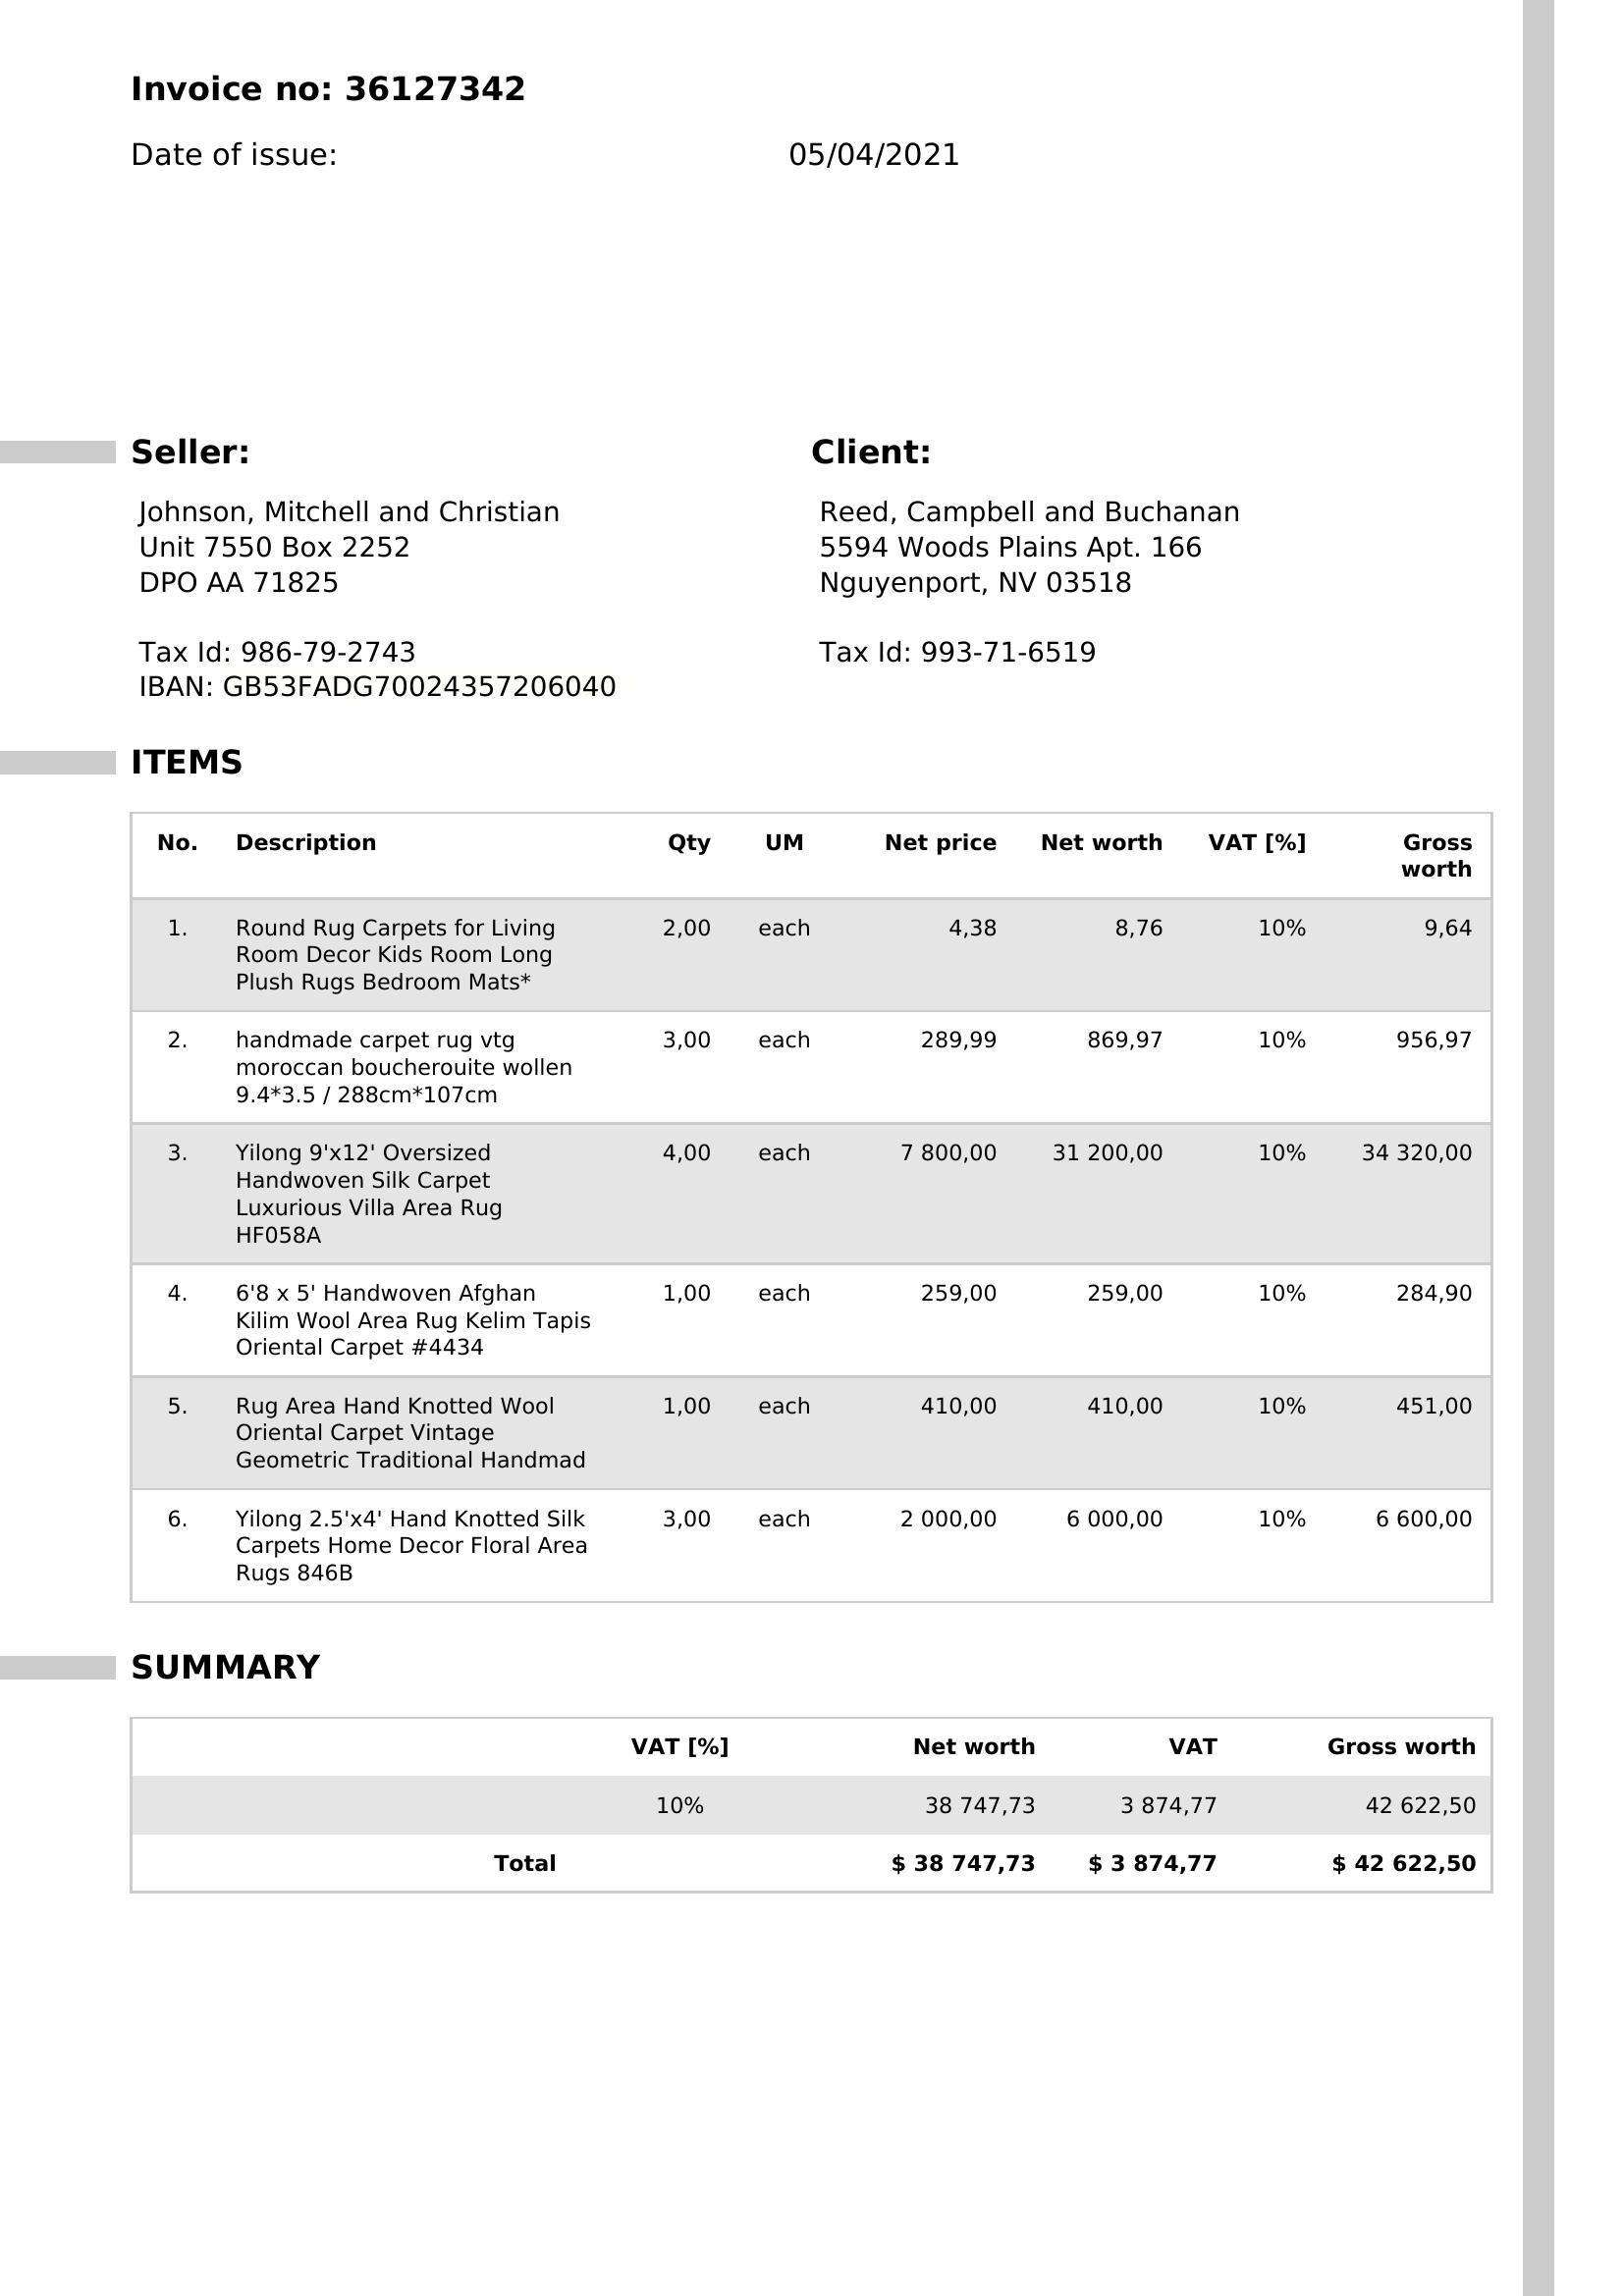 Invoice no: 36127342
Date of issue: 05/04/2021
Seller: Client:
Johnson, Mitchell and Christian Reed, Campbell and Buchanan
Unit 7550 Box 2252 5594 Woods Plains Apt. 166
DPO AA 71825 Nguyenport, NV 03518
Tax Id: 986-79-2743 Tax Id: 993-71-6519
IBAN: GB53FADG70024357206040
ITEMS
No. Description Qty UM Net price Net worth VAT [%] Gross
worth
1. Round Rug Carpets for Living 2,00 each 4,38 8,76 10% 9,64
Room Decor Kids Room Long
Plush Rugs Bedroom Mats*
2. handmade carpet rug vtg 3,00 each 289,99 869,97 10% 956,97
moroccan boucherouite wollen
9.4*3.5 / 288cm*107cm
3. Yilong 9'x12' Oversized 4,00 each 7 800,00 31 200,00 10% 34 320,00
Handwoven Silk Carpet
Luxurious Villa Area Rug
HF058A
4. 6'8 x 5' Handwoven Afghan 1,00 each 259,00 259,00 10% 284,90
Kilim Wool Area Rug Kelim Tapis
Oriental Carpet #4434
5. Rug Area Hand Knotted Wool 1,00 each 410,00 410,00 10% 451,00
Oriental Carpet Vintage
Geometric Traditional Handmad
6. Yilong 2.5'x4' Hand Knotted Silk 3,00 each 2 000,00 6 000,00 10% 6 600,00
Carpets Home Decor Floral Area
Rugs 846B
SUMMARY
VAT [%] Net worth VAT Gross worth
10% 38 747,73 3 874,77 42 622,50
Total $ 38 747,73 $ 3 874,77 $ 42 622,50